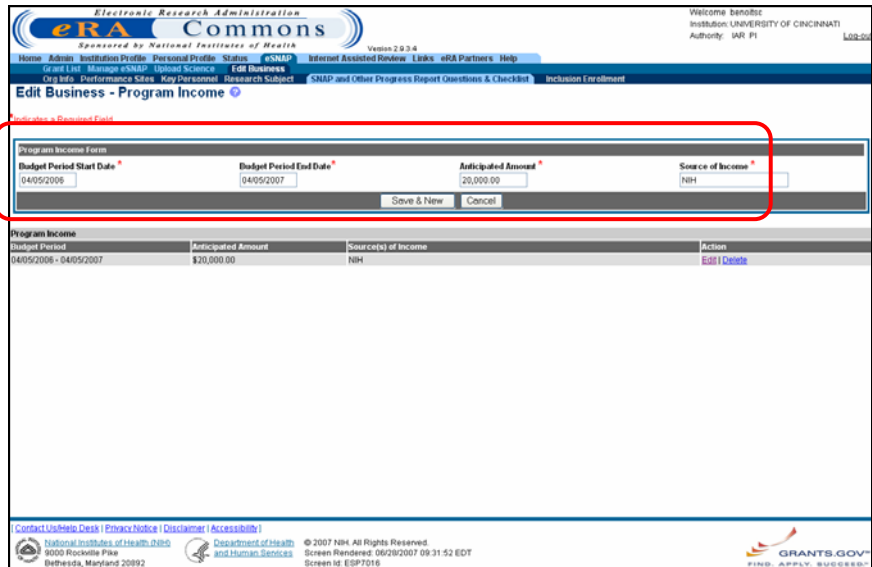 Electronic Research Administration
eRA Commons
Sponsored by National Institutes of Health
Version 2.9.3.4
Welcome benoitsc
Institution: UNIVERSITY OF CINCINNATI
Authority: IAR PI
Log-out
Home Admin Institution Profile Personal Profile Status eSNAP Internet Assisted Review Links eRA Partners Help
Grant List Manage eSNAP Upload Science Edit Business
Org Info Performance Sites Key Personnel Research Subject SNAP and Other Progress Report Questions & Checklist Inclusion Enrollment
Edit Business - Program Income ?
*Indicates a Required Field
Program Income Form
Budget Period Start Date * Budget Period End Date * Anticipated Amount * Source of Income *
04/05/2006 04/05/2007 20,000.00 NIH
Save & New Cancel
Program Income
Budget Period Anticipated Amount Source(s) of Income Action
04/05/2006 - 04/05/2007 $20,000.00 NIH Edit | Delete
[ Contact Us/Help Desk | Privacy Notice | Disclaimer | Accessibility ]
National Institutes of Health (NIH)
9000 Rockville Pike
Bethesda, Maryland 20892
Department of Health
and Human Services
© 2007 NIH. All Rights Reserved.
Screen Rendered: 06/28/2007 09:31:52 EDT
Screen Id: ESP7016
GRANTS.GOV℠
FIND. APPLY. SUCCEED.℠